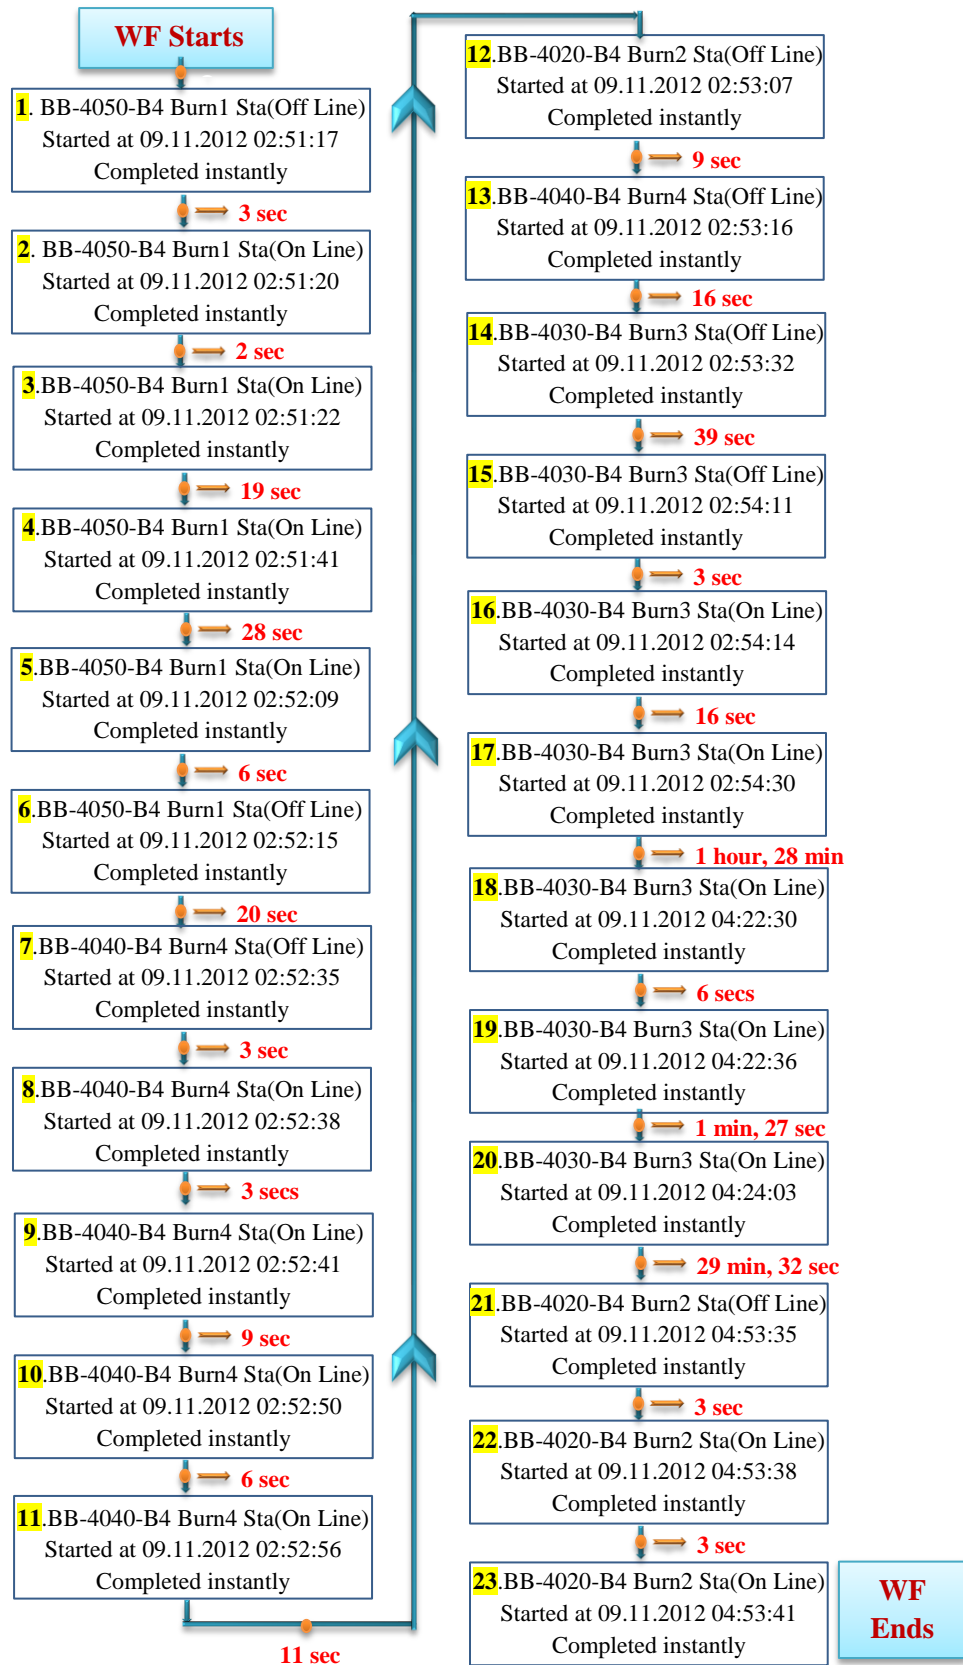 WF Starts
1. BB-4050-B4 Burn1 Sta(Off Line)
Started at 09.11.2012 02:51:17
Completed instantly
3 sec
2. BB-4050-B4 Burn1 Sta(On Line)
Started at 09.11.2012 02:51:20
Completed instantly
2 sec
3.BB-4050-B4 Burn1 Sta(On Line)
Started at 09.11.2012 02:51:22
Completed instantly
19 sec
4.BB-4050-B4 Burn1 Sta(On Line)
Started at 09.11.2012 02:51:41
Completed instantly
28 sec
5.BB-4050-B4 Burn1 Sta(On Line)
Started at 09.11.2012 02:52:09
Completed instantly
6 sec
6.BB-4050-B4 Burn1 Sta(Off Line)
Started at 09.11.2012 02:52:15
Completed instantly
20 sec
7.BB-4040-B4 Burn4 Sta(Off Line)
Started at 09.11.2012 02:52:35
Completed instantly
3 sec
8.BB-4040-B4 Burn4 Sta(On Line)
Started at 09.11.2012 02:52:38
Completed instantly
3 secs
9.BB-4040-B4 Burn4 Sta(On Line)
Started at 09.11.2012 02:52:41
Completed instantly
9 sec
10.BB-4040-B4 Burn4 Sta(On Line)
Started at 09.11.2012 02:52:50
Completed instantly
6 sec
11.BB-4040-B4 Burn4 Sta(On Line)
Started at 09.11.2012 02:52:56
Completed instantly
11 sec
12.BB-4020-B4 Burn2 Sta(Off Line)
Started at 09.11.2012 02:53:07
Completed instantly
9 sec
13.BB-4040-B4 Burn4 Sta(Off Line)
Started at 09.11.2012 02:53:16
Completed instantly
16 sec
14.BB-4030-B4 Burn3 Sta(Off Line)
Started at 09.11.2012 02:53:32
Completed instantly
39 sec
15.BB-4030-B4 Burn3 Sta(Off Line)
Started at 09.11.2012 02:54:11
Completed instantly
3 sec
16.BB-4030-B4 Burn3 Sta(On Line)
Started at 09.11.2012 02:54:14
Completed instantly
16 sec
17.BB-4030-B4 Burn3 Sta(On Line)
Started at 09.11.2012 02:54:30
Completed instantly
1 hour, 28 min
18.BB-4030-B4 Burn3 Sta(On Line)
Started at 09.11.2012 04:22:30
Completed instantly
6 secs
19.BB-4030-B4 Burn3 Sta(On Line)
Started at 09.11.2012 04:22:36
Completed instantly
1 min, 27 sec
20.BB-4030-B4 Burn3 Sta(On Line)
Started at 09.11.2012 04:24:03
Completed instantly
29 min, 32 sec
21.BB-4020-B4 Burn2 Sta(Off Line)
Started at 09.11.2012 04:53:35
Completed instantly
3 sec
22.BB-4020-B4 Burn2 Sta(On Line)
Started at 09.11.2012 04:53:38
Completed instantly
3 sec
23.BB-4020-B4 Burn2 Sta(On Line)
Started at 09.11.2012 04:53:41
Completed instantly
WF
Ends